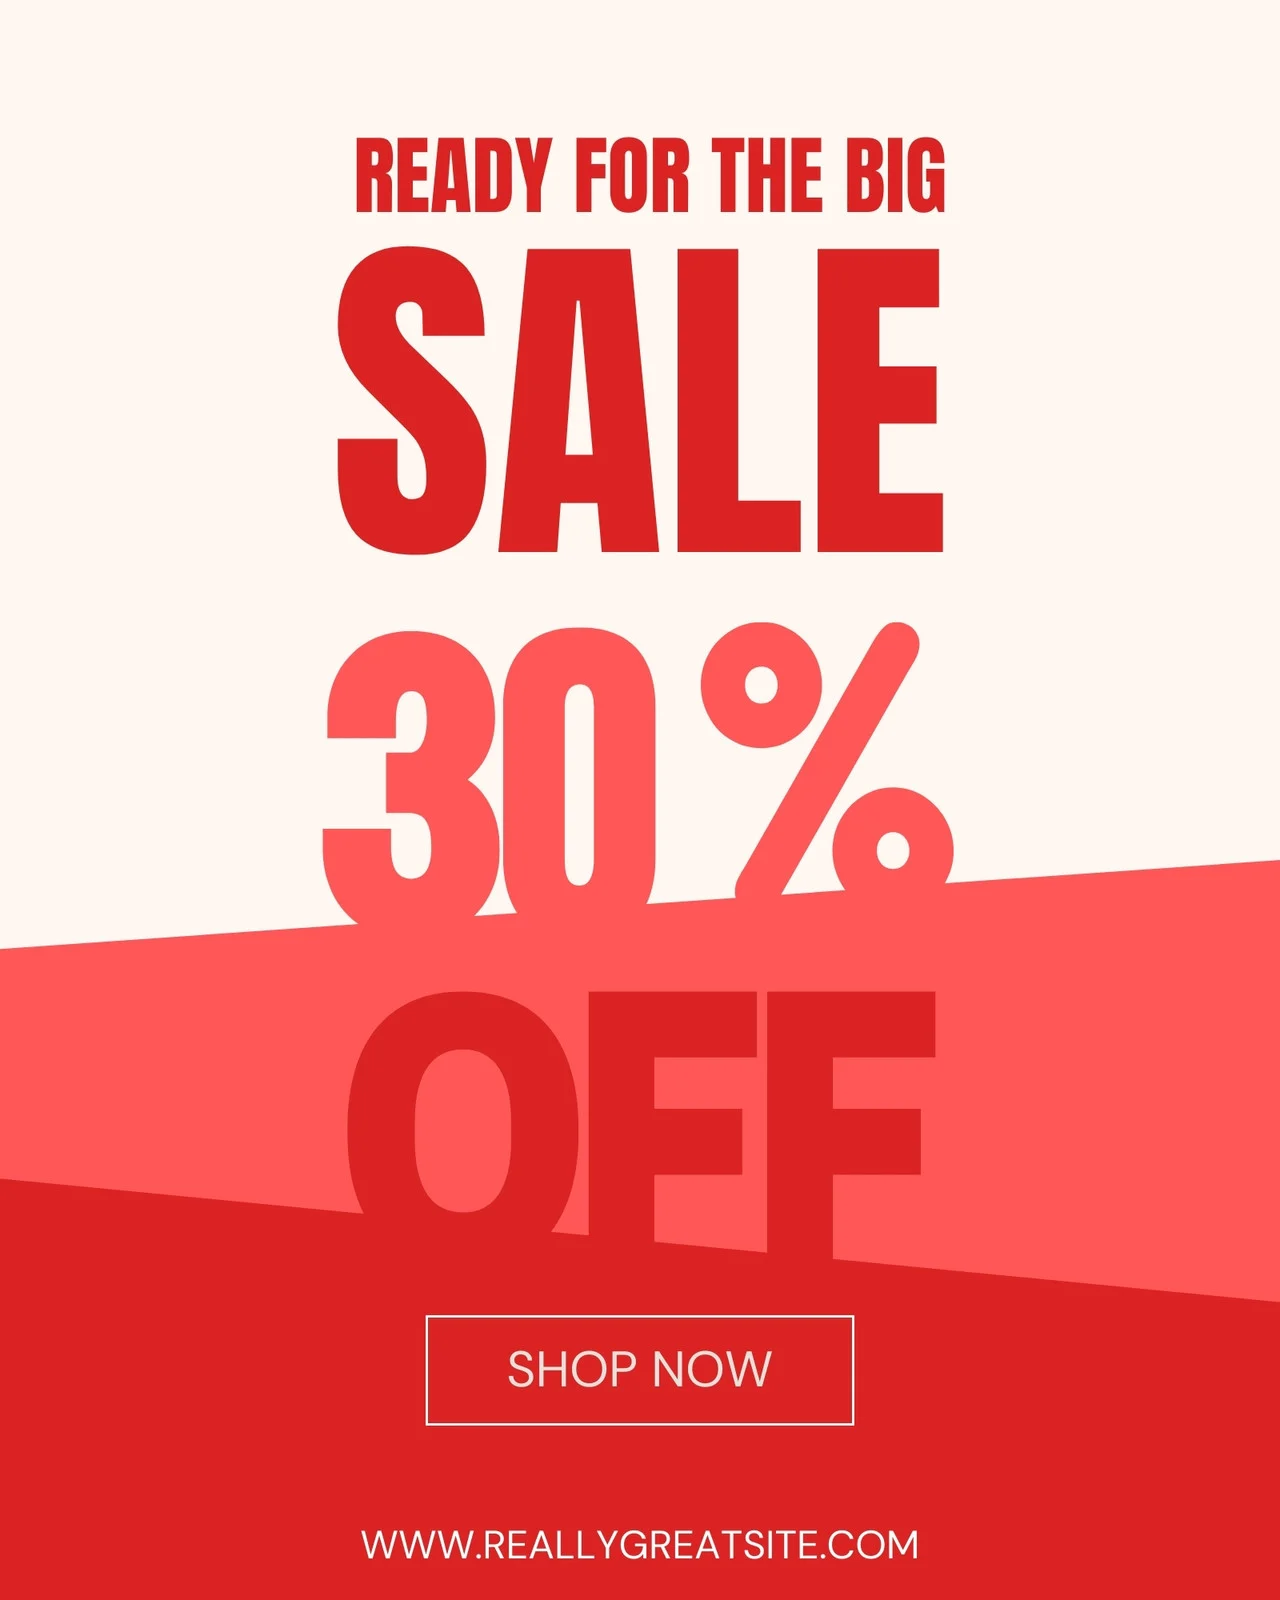 READY FOR THE BIG
SALE
30%
OFF
SHOP NOW
WWW.REALLYGREATSITE.COM